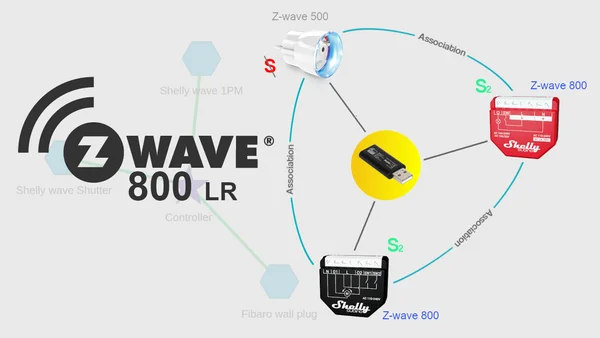 Z-wave 500
Association
S
Shelly wave 1PM
S2
Z-wave 800
Z WAVE®
800 LR
Shelly
Association
Shelly wave Shutter
Controller
Association
S2
Shelly
Z-wave 800
Fibaro wall plug